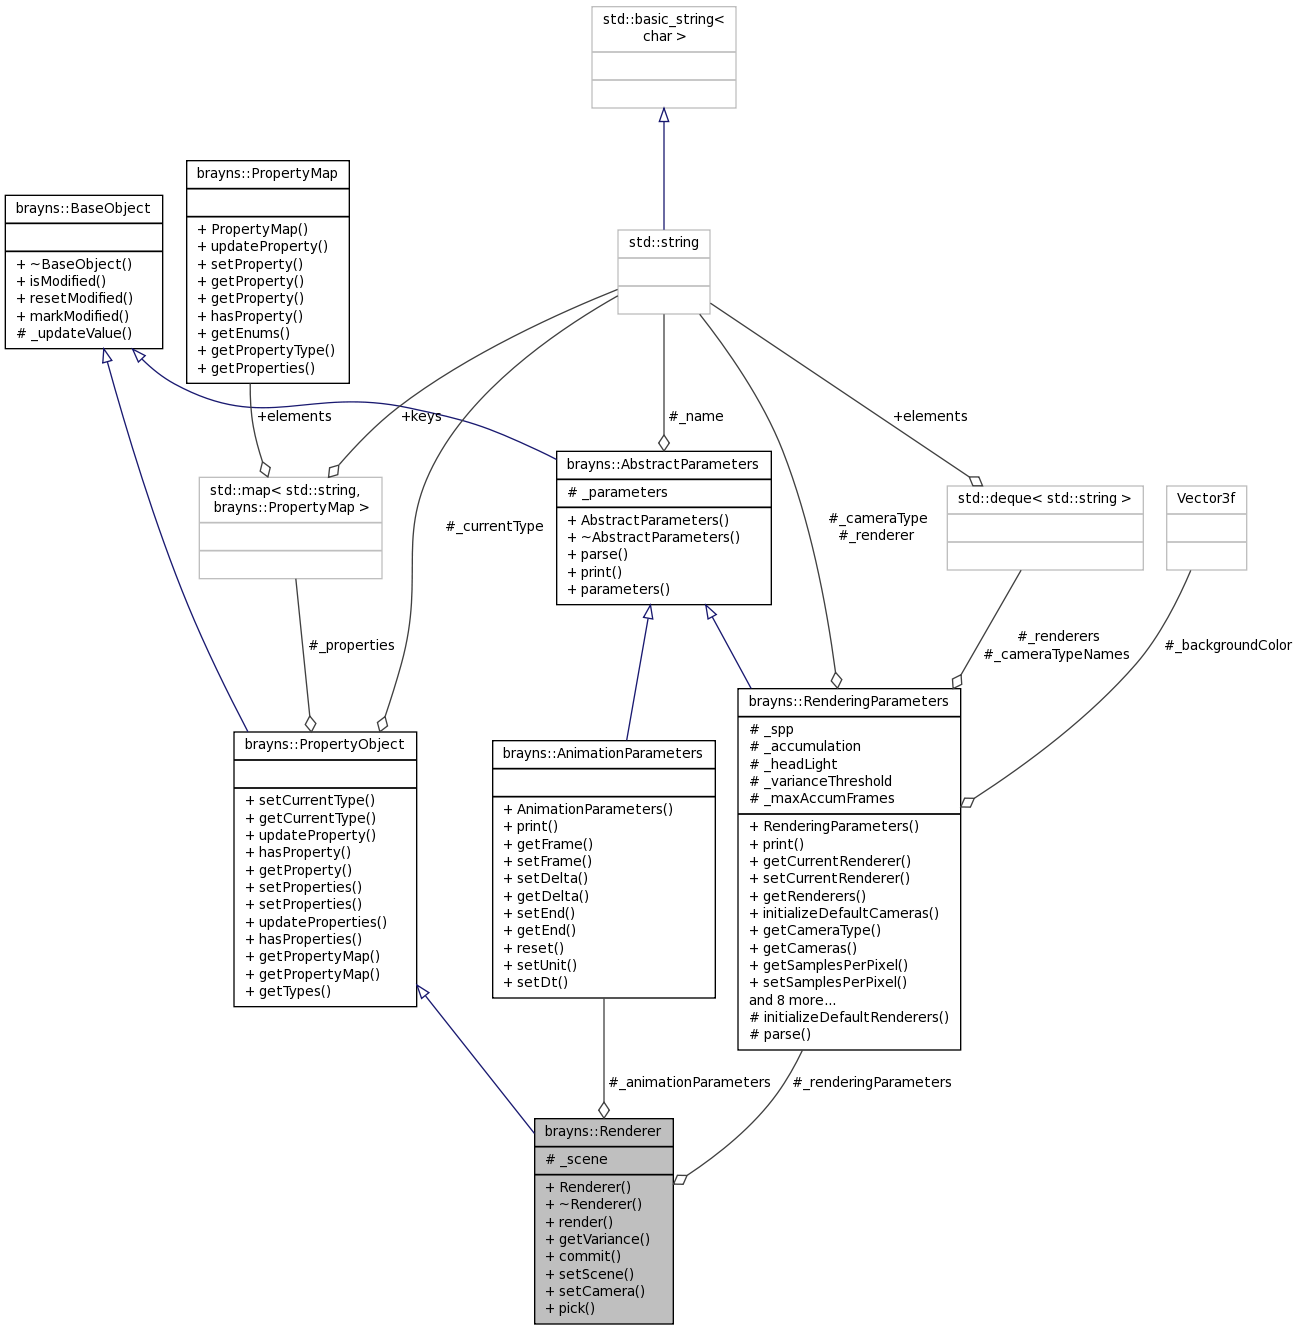 std::basic_string<
char >
brayns::PropertyMap
+ PropertyMap()
+ updateProperty()
+ setProperty()
+ getProperty()
+ getProperty()
+ hasProperty()
+ getEnums()
+ getPropertyType()
+ getProperties()
brayns::BaseObject
+ ~BaseObject()
+ isModified()
+ resetModified()
+ markModified()
# _updateValue()
std::string
+elements
+keys
#_name
+elements
brayns::AbstractParameters
# _parameters
+ AbstractParameters()
+ ~AbstractParameters()
+ parse()
+ print()
+ parameters()
std::map< std::string,
brayns::PropertyMap >
#_currentType
#_cameraType
#_renderer
std::deque< std::string >
Vector3f
#_properties
#_renderers
#_cameraTypeNames
#_backgroundColor
brayns::PropertyObject
+ setCurrentType()
+ getCurrentType()
+ updateProperty()
+ hasProperty()
+ getProperty()
+ setProperties()
+ setProperties()
+ updateProperties()
+ hasProperties()
+ getPropertyMap()
+ getPropertyMap()
+ getTypes()
brayns::AnimationParameters
+ AnimationParameters()
+ print()
+ getFrame()
+ setFrame()
+ setDelta()
+ getDelta()
+ setEnd()
+ getEnd()
+ reset()
+ setUnit()
+ setDt()
brayns::RenderingParameters
# _spp
# _accumulation
# _headLight
# _varianceThreshold
# _maxAccumFrames
+ RenderingParameters()
+ print()
+ getCurrentRenderer()
+ setCurrentRenderer()
+ getRenderers()
+ initializeDefaultCameras()
+ getCameraType()
+ getCameras()
+ getSamplesPerPixel()
+ setSamplesPerPixel()
and 8 more...
# initializeDefaultRenderers()
# parse()
#_animationParameters
#_renderingParameters
brayns::Renderer
# _scene
+ Renderer()
+ ~Renderer()
+ render()
+ getVariance()
+ commit()
+ setScene()
+ setCamera()
+ pick()